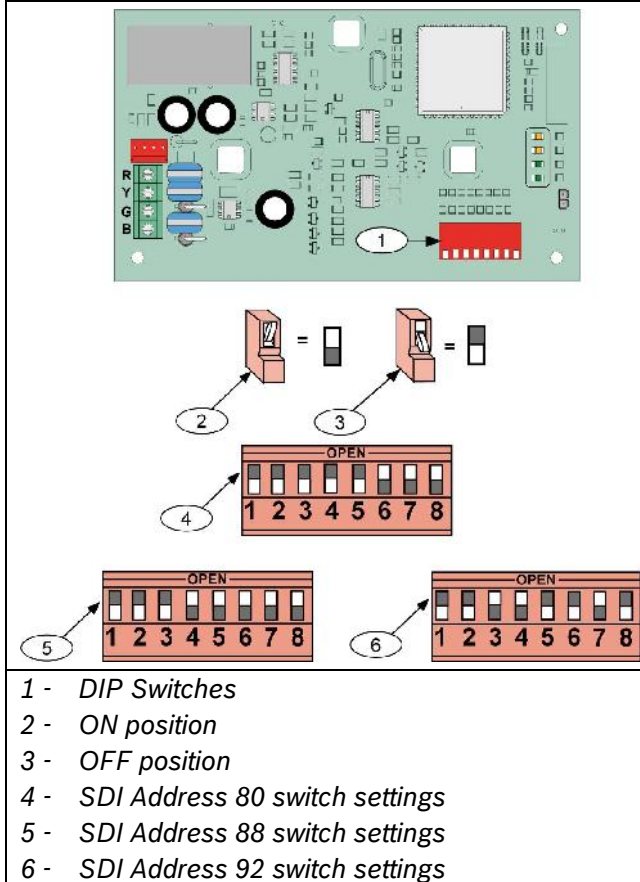 R
Y
G
B
1
B
=
=
2
3
OPEN
1 2 3 4 5 6 7 8
4
OPEN
1 2 3 4 5 6 7 8
5
OPEN
1 2 3 4 5 6 7 8
6
1 - DIP Switches
2 - ON position
3 - OFF position
4 - SDI Address 80 switch settings
5 - SDI Address 88 switch settings
6 - SDI Address 92 switch settings